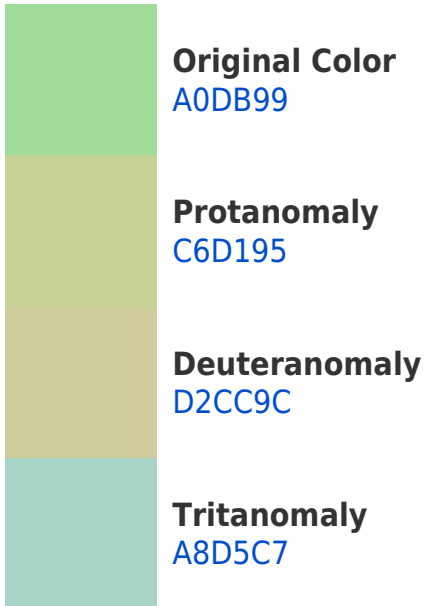 Original Color
A0DB99
Protanomaly
C6D195
Deuteranomaly
D2CC9C
Tritanomaly
A8D5C7